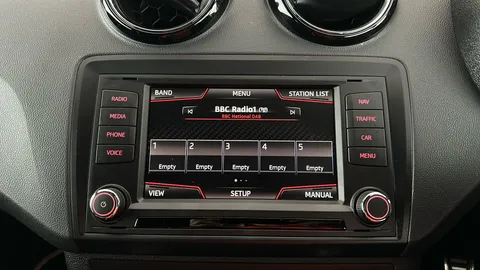 BAND MENU STATION LIST
RADIO NAV
BBC Radio1
BBC National DAB
MEDIA TRAFFIC
PHONE CAR
1 2 3 4 5
VOICE MENU
Empty Empty Empty Empty Empty
VIEW SETUP MANUAL